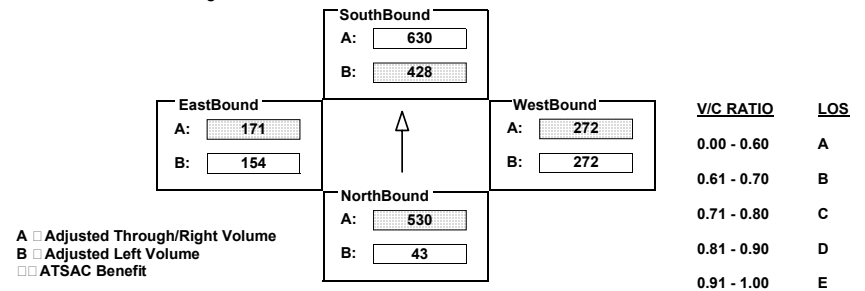 SouthBound
A: 630
B: 428
EastBound
A: 171
B: 154
WestBound
A: 272
B: 272
NorthBound
A: 530
B: 43
A □ Adjusted Through/Right Volume
B □ Adjusted Left Volume
□□ ATSAC Benefit
V/C RATIO LOS
0.00 - 0.60 A
0.61 - 0.70 B
0.71 - 0.80 C
0.81 - 0.90 D
0.91 - 1.00 E